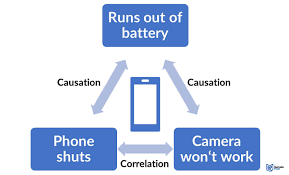 Runs out of
battery
Causation
Causation
Phone
shuts
Camera
won't work
Correlation